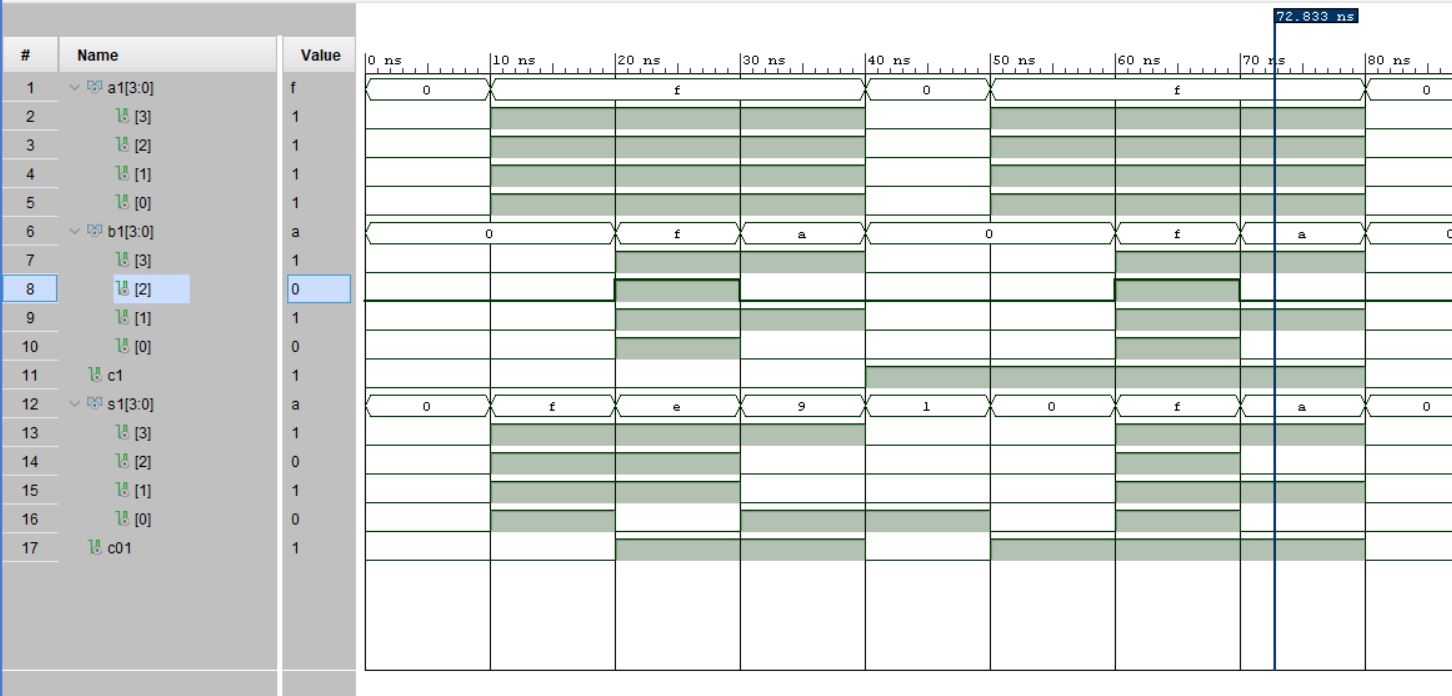 72.833 ns
# Name Value 0 ns 10 ns 20 ns 30 ns 40 ns 50 ns 60 ns 70 ns 80 ns
1 a1[3:0] f 0 f 0 f 0
2 [3] 1
3 [2] 1
4 [1] 1
5 [0] 1
6 b1[3:0] a 0 f a 0 f a 0
7 [3] 1
8 [2] 0
9 [1] 1
10 [0] 0
11 c1 1
12 s1[3:0] a 0 f e 9 1 0 f a 0
13 [3] 1
14 [2] 0
15 [1] 1
16 [0] 0
17 c01 1